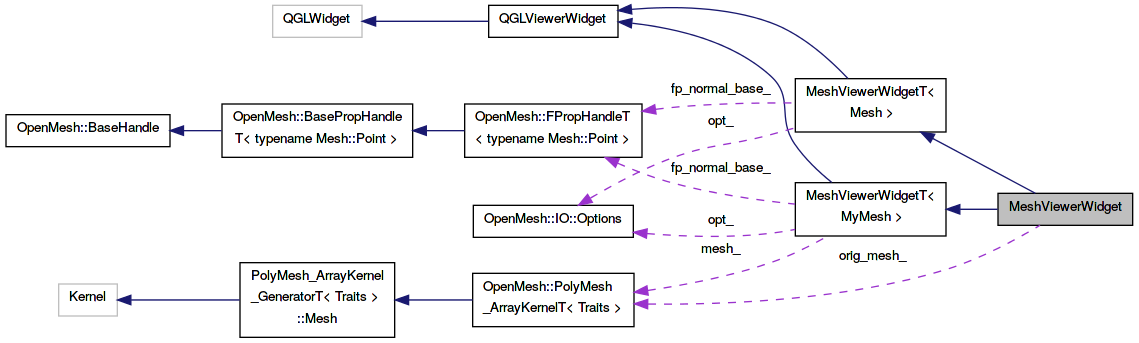 QGLWidget
QGLViewerWidget
MeshViewerWidgetT<
Mesh >
fp_normal_base_
opt_
OpenMesh::BaseHandle
OpenMesh::BasePropHandle
T< typename Mesh::Point >
OpenMesh::FPropHandleT
< typename Mesh::Point >
fp_normal_base_
MeshViewerWidgetT<
MyMesh >
MeshViewerWidget
OpenMesh::IO::Options
opt_
mesh_
orig_mesh_
Kernel
PolyMesh_ArrayKernel
_GeneratorT< Traits >
::Mesh
OpenMesh::PolyMesh
_ArrayKernelT< Traits >